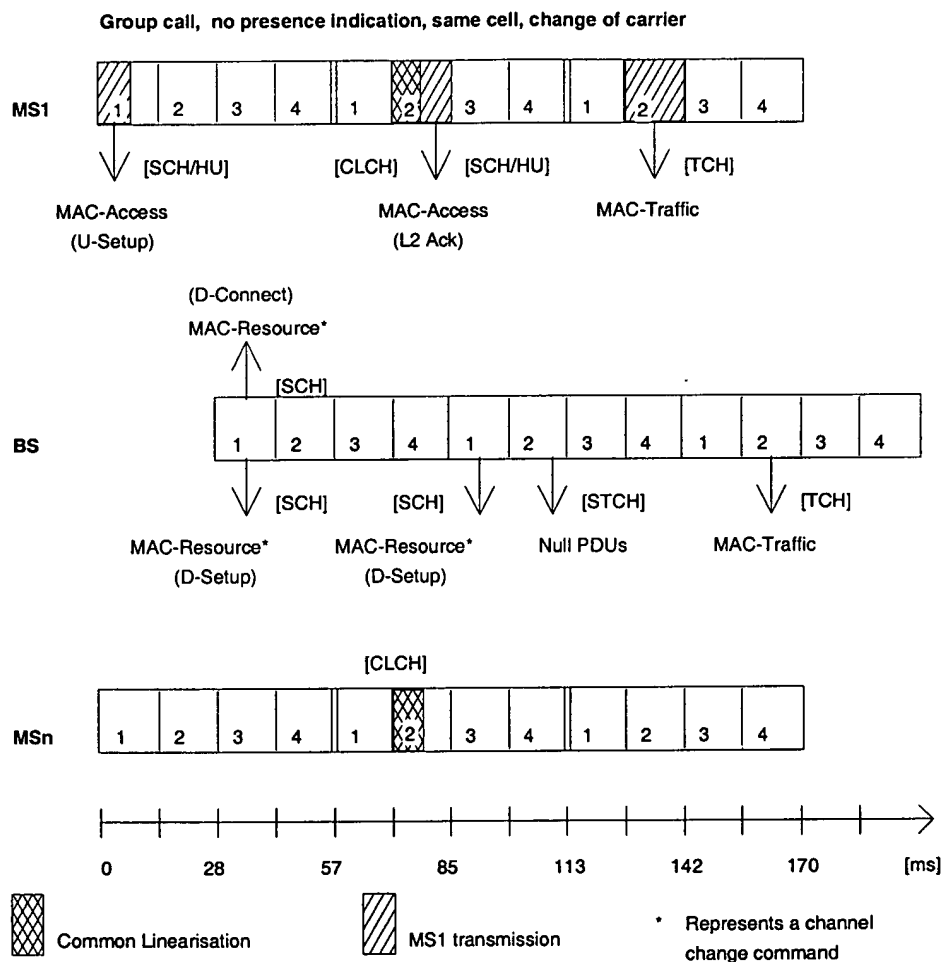 Group call, no presence indication, same cell, change of carrier
MS1
1 2 3 4 1 2 3 4 1 2 3 4
[SCH/HU] [CLCH] [SCH/HU] [TCH]
MAC-Access MAC-Access MAC-Traffic
(U-Setup) (L2 Ack)
(D-Connect)
MAC-Resource*
[SCH]
BS
1 2 3 4 1 2 3 4 1 2 3 4
[SCH] [SCH] [STCH] [TCH]
MAC-Resource* MAC-Resource* Null PDUs MAC-Traffic
(D-Setup) (D-Setup)
[CLCH]
MSn
1 2 3 4 1 2 3 4 1 2 3 4
0 28 57 85 113 142 170 [ms]
Common Linearisation
MS1 transmission
* Represents a channel
change command